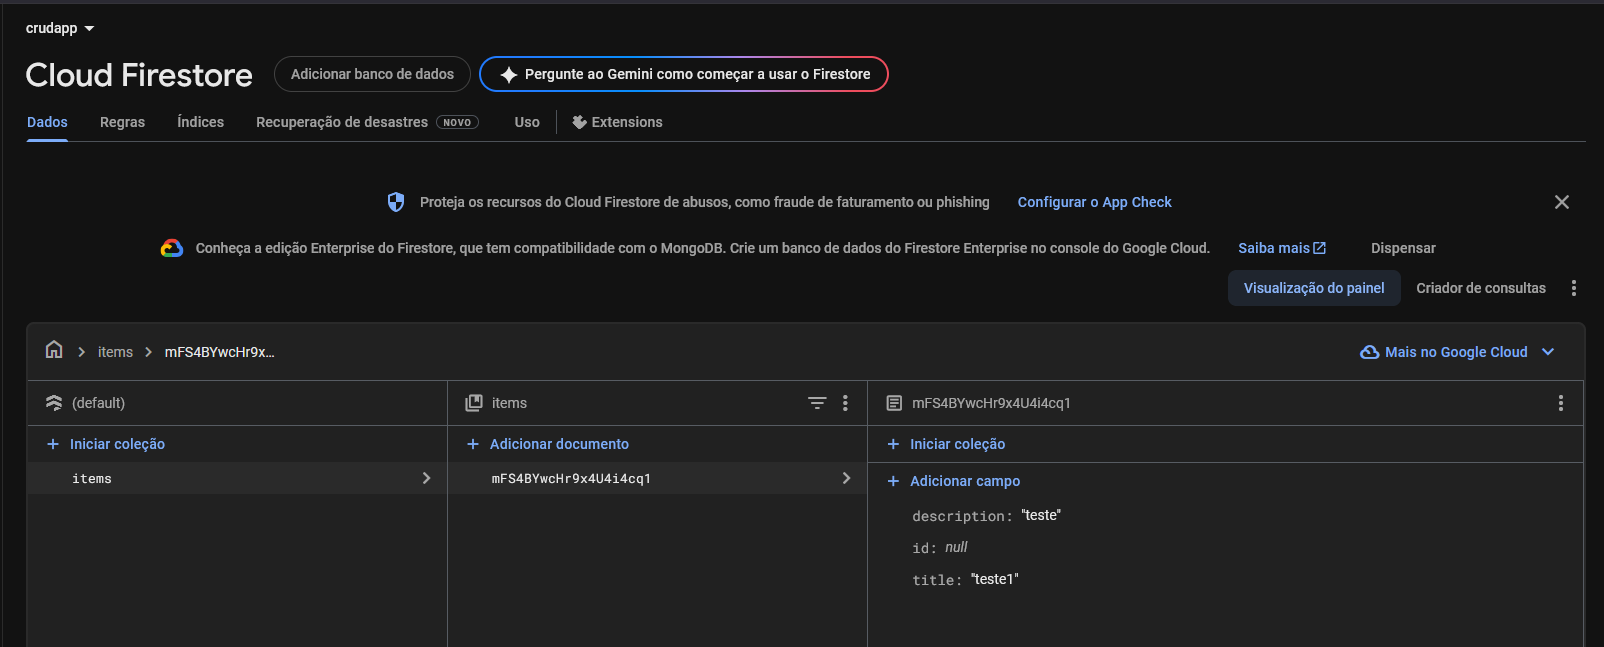 crudapp
Cloud Firestore
Adicionar banco de dados
Pergunte ao Gemini como começar a usar o Firestore
Dados
Regras
Índices
Recuperação de desastres NOVO
Uso
Extensions
Proteja os recursos do Cloud Firestore de abusos, como fraude de faturamento ou phishing
Configurar o App Check
Conheça a edição Enterprise do Firestore, que tem compatibilidade com o MongoDB. Crie um banco de dados do Firestore Enterprise no console do Google Cloud.
Saiba mais
Dispensar
Visualização do painel
Criador de consultas
items
mFS4BYwcHr9x...
Mais no Google Cloud
(default)
items
mFS4BYwcHr9x4U4i4cq1
+ Iniciar coleção
+ Adicionar documento
+ Iniciar coleção
items
mFS4BYwcHr9x4U4i4cq1
+ Adicionar campo
description: "teste"
id: null
title: "teste1"